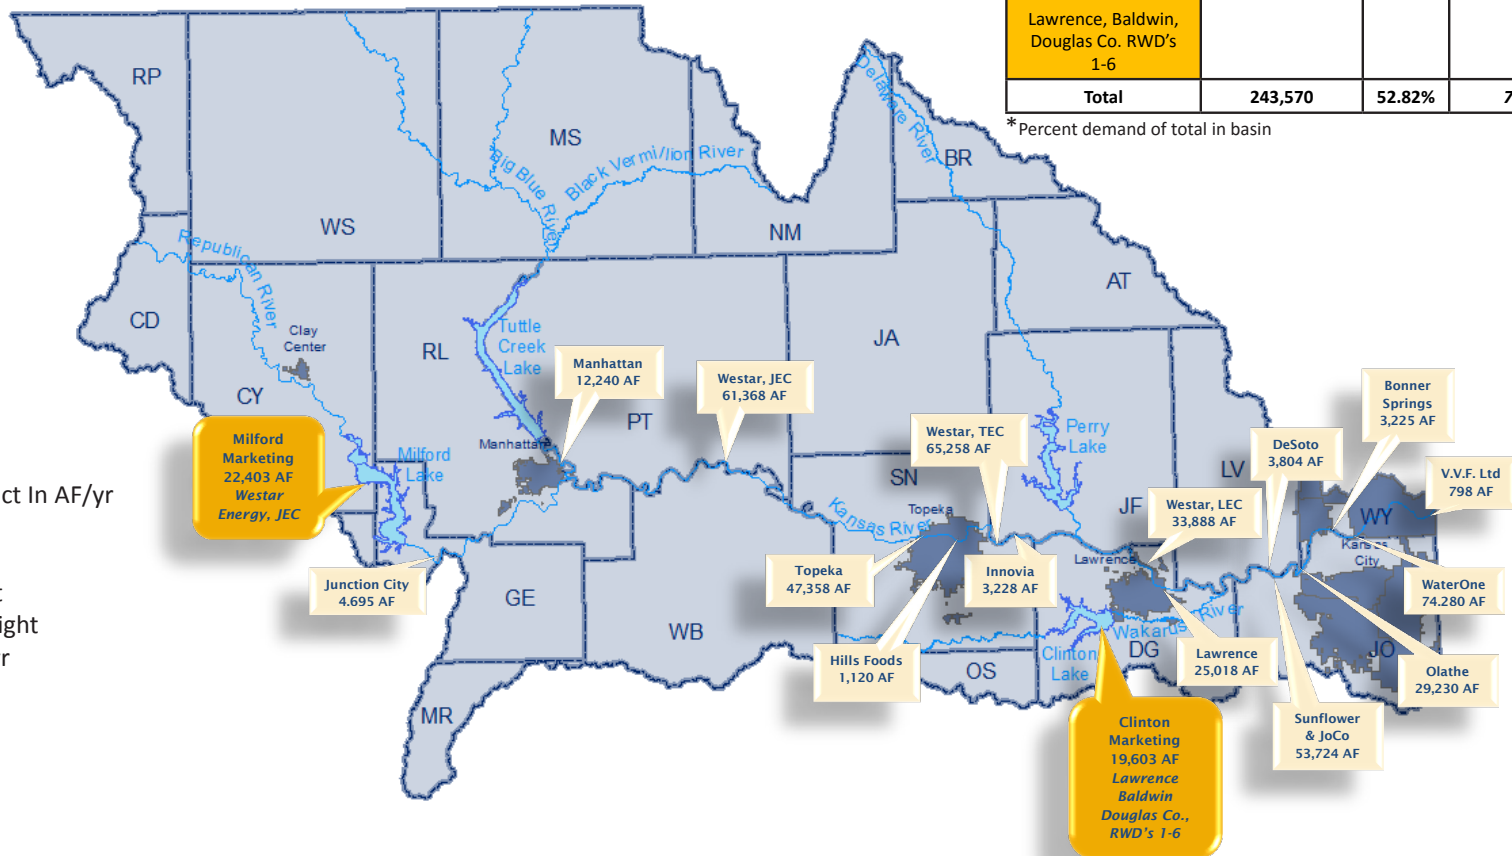 Lawrence, Baldwin,
Douglas Co. RWD's
1-6
Total 243,570 52.82% 7
*Percent demand of total in basin
RP
MS
WS
NM
BR
AT
CD
CY
RL
PT
JA
SN
JF
LV
WY
JO
GE
WB
OS
DG
MR
Delaware River
Big Blue River
Black Vermillion River
Republican River
Clay
Center
Tuttle
Creek
Lake
Manhattan
12,240 AF
Westar, JEC
61,368 AF
Manhattan
Milford
Marketing
22,403 AF
Westar
Energy, JEC
Milford
Lake
Westar, TEC
65,258 AF
Perry
Lake
DeSoto
3,804 AF
Bonner
Springs
3,225 AF
V.V.F. Ltd
798 AF
ct In AF/yr
Kansas River
Topeka
Westar, LEC
33,888 AF
Kansas
City
Lawrence
Junction City
4.695 AF
Topeka
47,358 AF
Innovia
3,228 AF
WaterOne
74.280 AF
t
ight
r
Hills Foods
1,120 AF
Clinton
Lake
River
Lawrence
25,018 AF
Olathe
29,230 AF
Sunflower
& JoCo
53,724 AF
Clinton
Marketing
19,603 AF
Lawrence
Baldwin
Douglas Co.,
RWD's 1-6